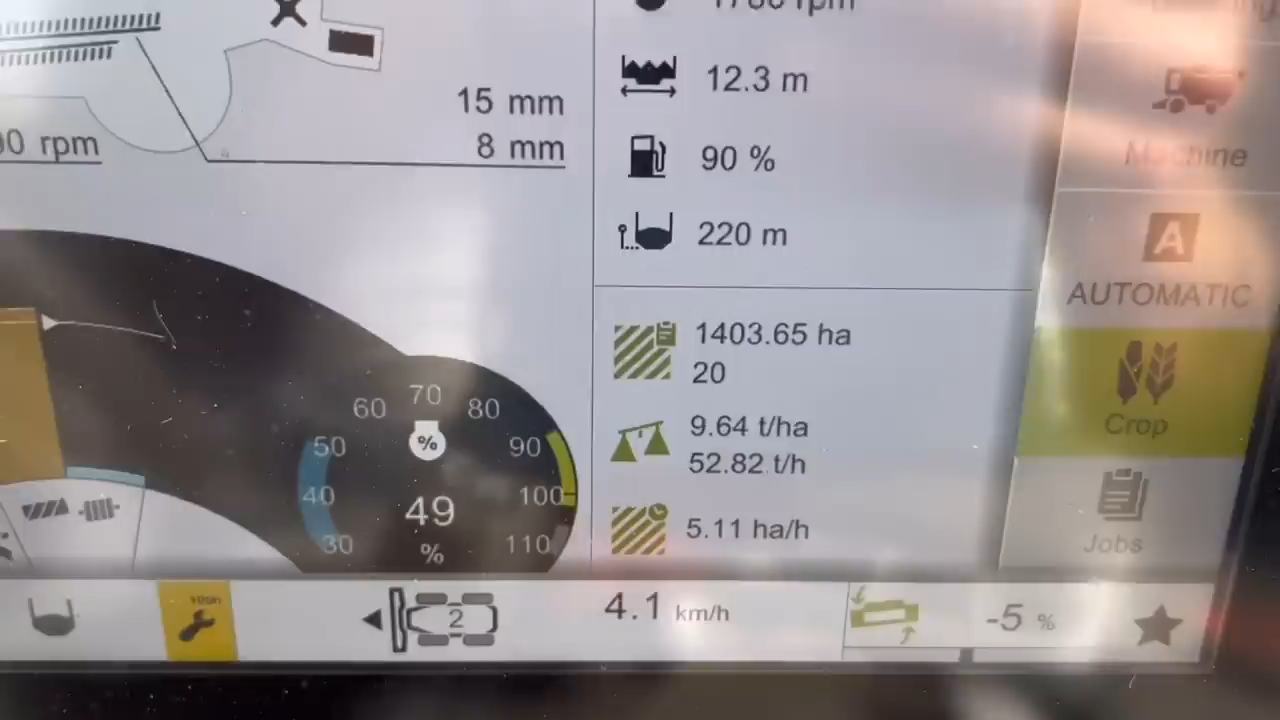 rpm
15 mm
8 mm
12.3 m
90 %
220 m
1403.65 ha
20
9.64 t/ha
52.82 t/h
5.11 ha/h
Machine
A
AUTOMATIC
Crop
Jobs
70
60
80
50
%
90
40
49
100
30
%
110
2
4.1 km/h
-5 %